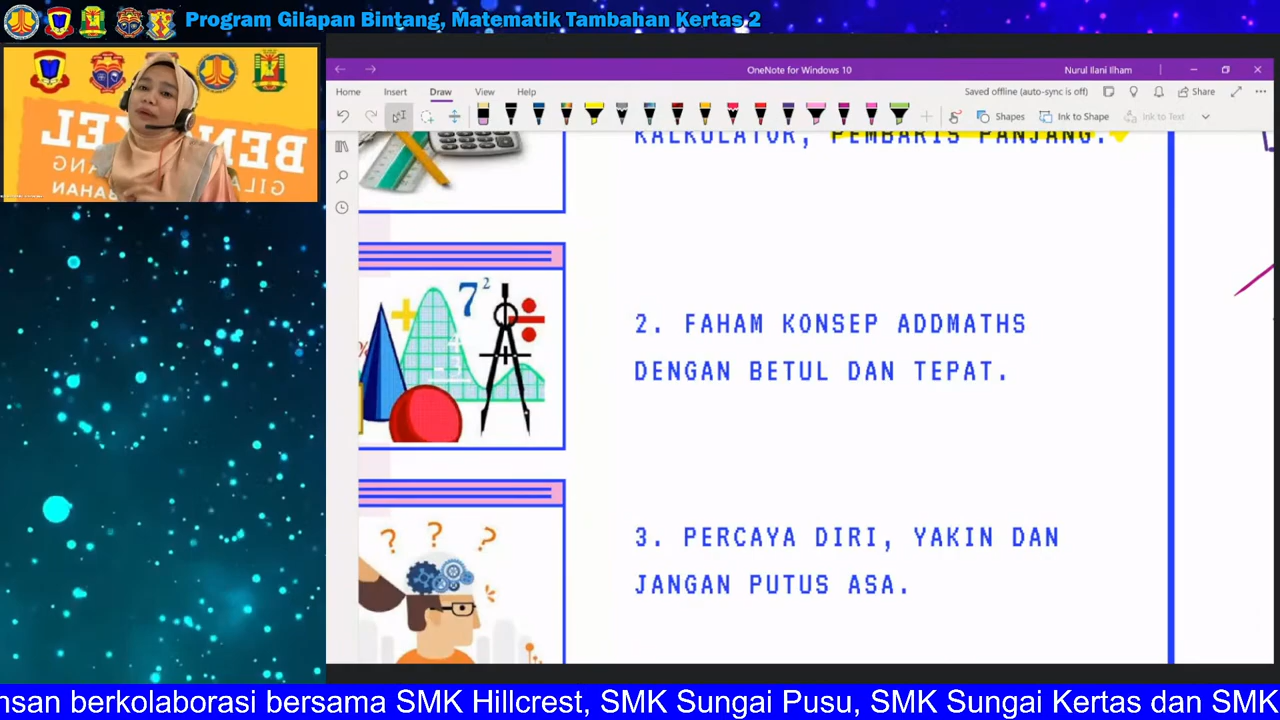 Program Gilapan Bintang, Matematik Tambahan Kertas 2
OneNote for Windows 10
Nurul Ilani Ilham
Home Insert Draw View Help
Saved offline (auto-sync is off)
Share
Shapes
Ink to Shape
Ink to Text
KALKULATOR, PEMBARIS PANJANG.
7²
2. FAHAM KONSEP ADDMATHS
DENGAN BETUL DAN TEPAT.
? ? ?
3. PERCAYA DIRI, YAKIN DAN
JANGAN PUTUS ASA.
berkolaborasi bersama SMK Hillcrest, SMK Sungai Pusu, SMK Sungai Kertas dan SMK